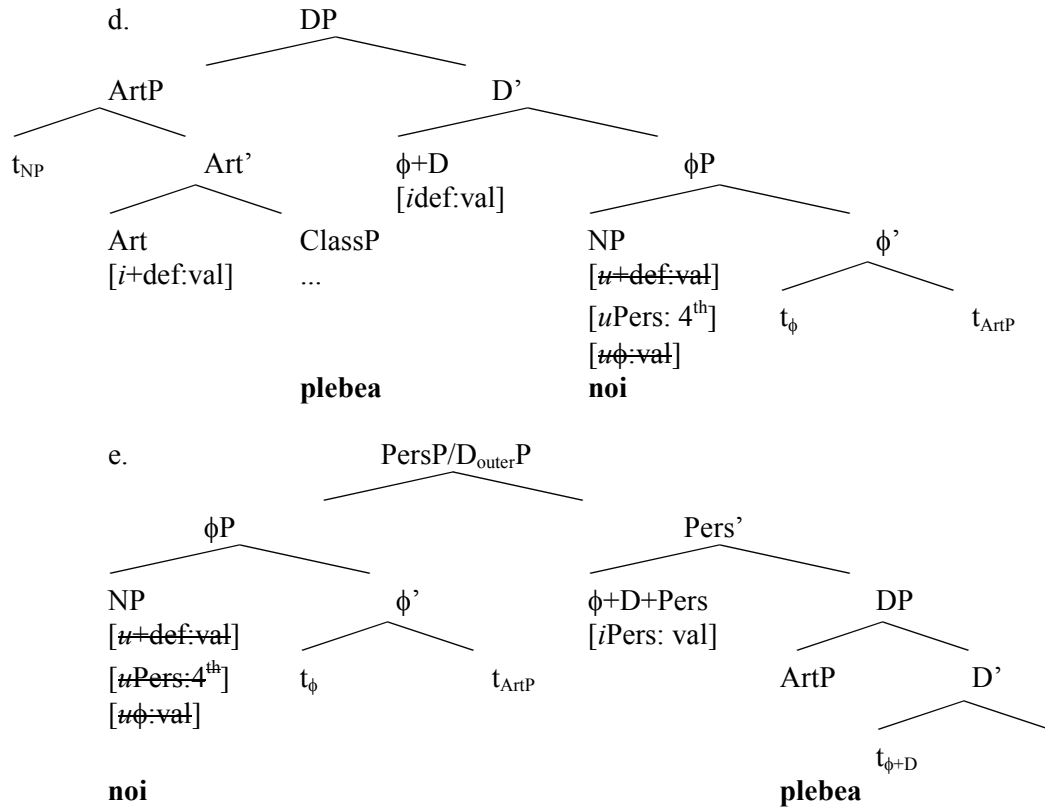 d. DP
ArtP D’
t_NP Art’ ϕ+D ϕP
[idef:val]
Art ClassP NP ϕ’
[i+def:val] ... [u+def:val]
[uPers: 4th] t_ϕ t_ArtP
[uϕ:val]
plebea noi
e. PersP/D_outerP
ϕP Pers’
NP ϕ’ ϕ+D+Pers DP
[u+def:val] [iPers: val]
[uPers:4th] t_ϕ t_ArtP ArtP D’
[uϕ:val]
t_ϕ+D
noi plebea